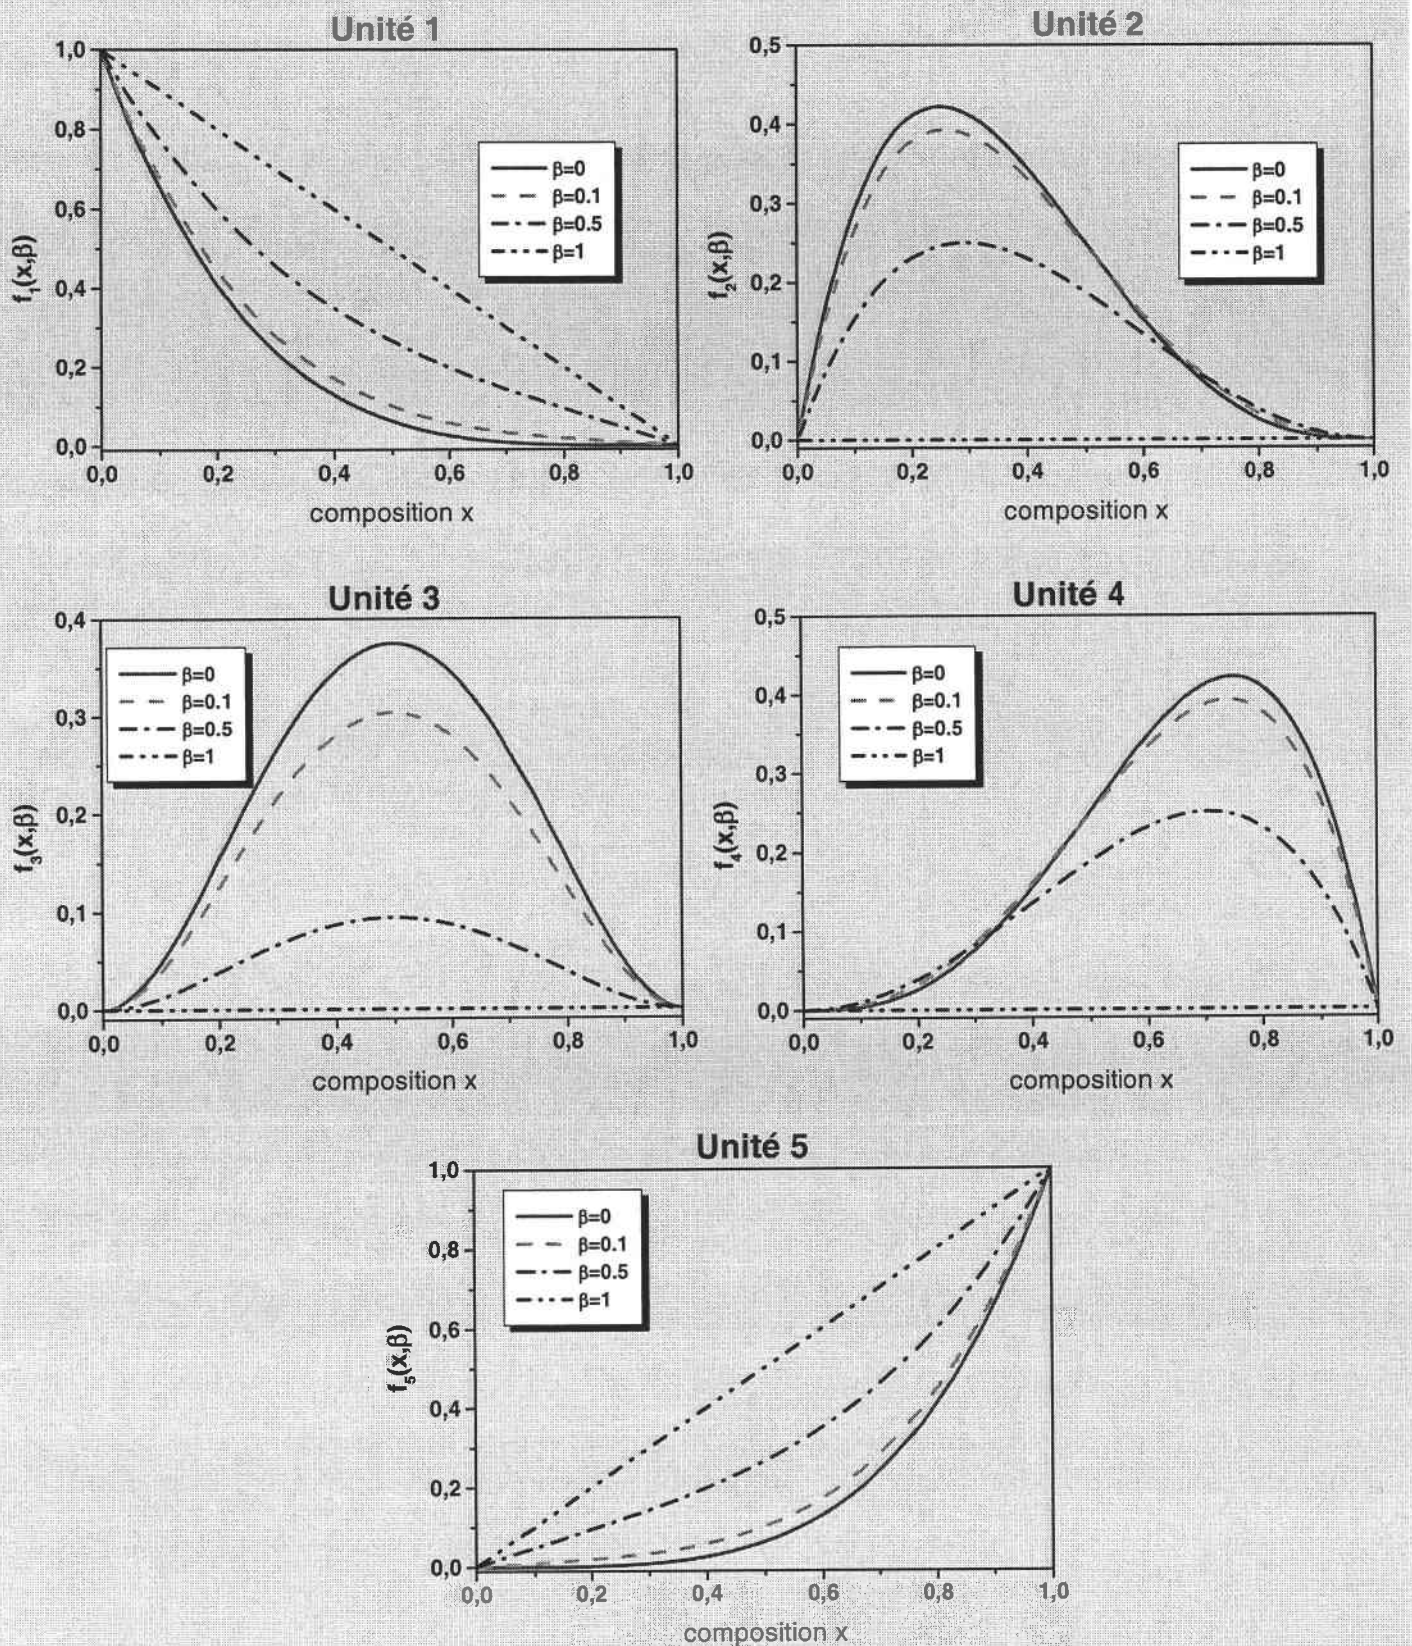 Unité 1
1,0
0,8
0,6
0,4
0,2
0,0
f₁(x,β)
β=0
β=0.1
β=0.5
β=1
0,0 0,2 0,4 0,6 0,8 1,0
composition x
Unité 2
0,5
0,4
0,3
0,2
0,1
0,0
f₂(x,β)
β=0
β=0.1
β=0.5
β=1
0,0 0,2 0,4 0,6 0,8 1,0
composition x
Unité 3
0,4
0,3
0,2
0,1
0,0
f₃(x,β)
β=0
β=0.1
β=0.5
β=1
0,0 0,2 0,4 0,6 0,8 1,0
composition x
Unité 4
0,5
0,4
0,3
0,2
0,1
0,0
f₄(x,β)
β=0
β=0.1
β=0.5
β=1
0,0 0,2 0,4 0,6 0,8 1,0
composition x
Unité 5
1,0
0,8
0,6
0,4
0,2
0,0
f₅(x,β)
β=0
β=0.1
β=0.5
β=1
0,0 0,2 0,4 0,6 0,8 1,0
composition x